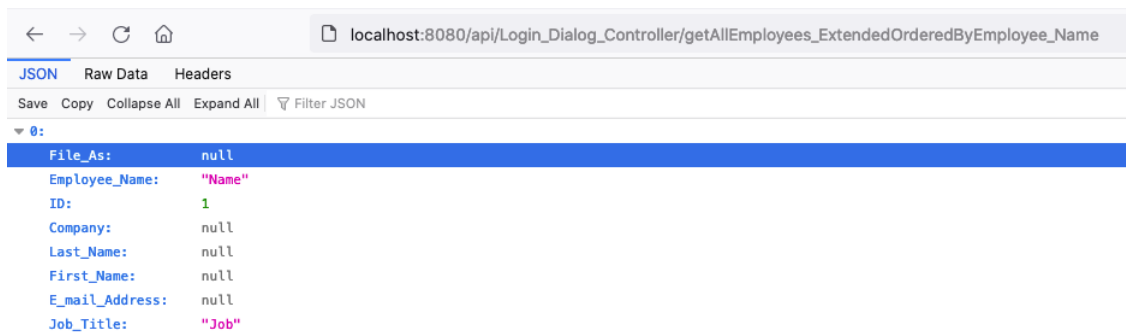 localhost:8080/api/Login_Dialog_Controller/getAllEmployees_ExtendedOrderedByEmployee_Name
JSON Raw Data Headers
Save Copy Collapse All Expand All Filter JSON
0:
File_As: null
Employee_Name: "Name"
ID: 1
Company: null
Last_Name: null
First_Name: null
E_mail_Address: null
Job_Title: "Job"